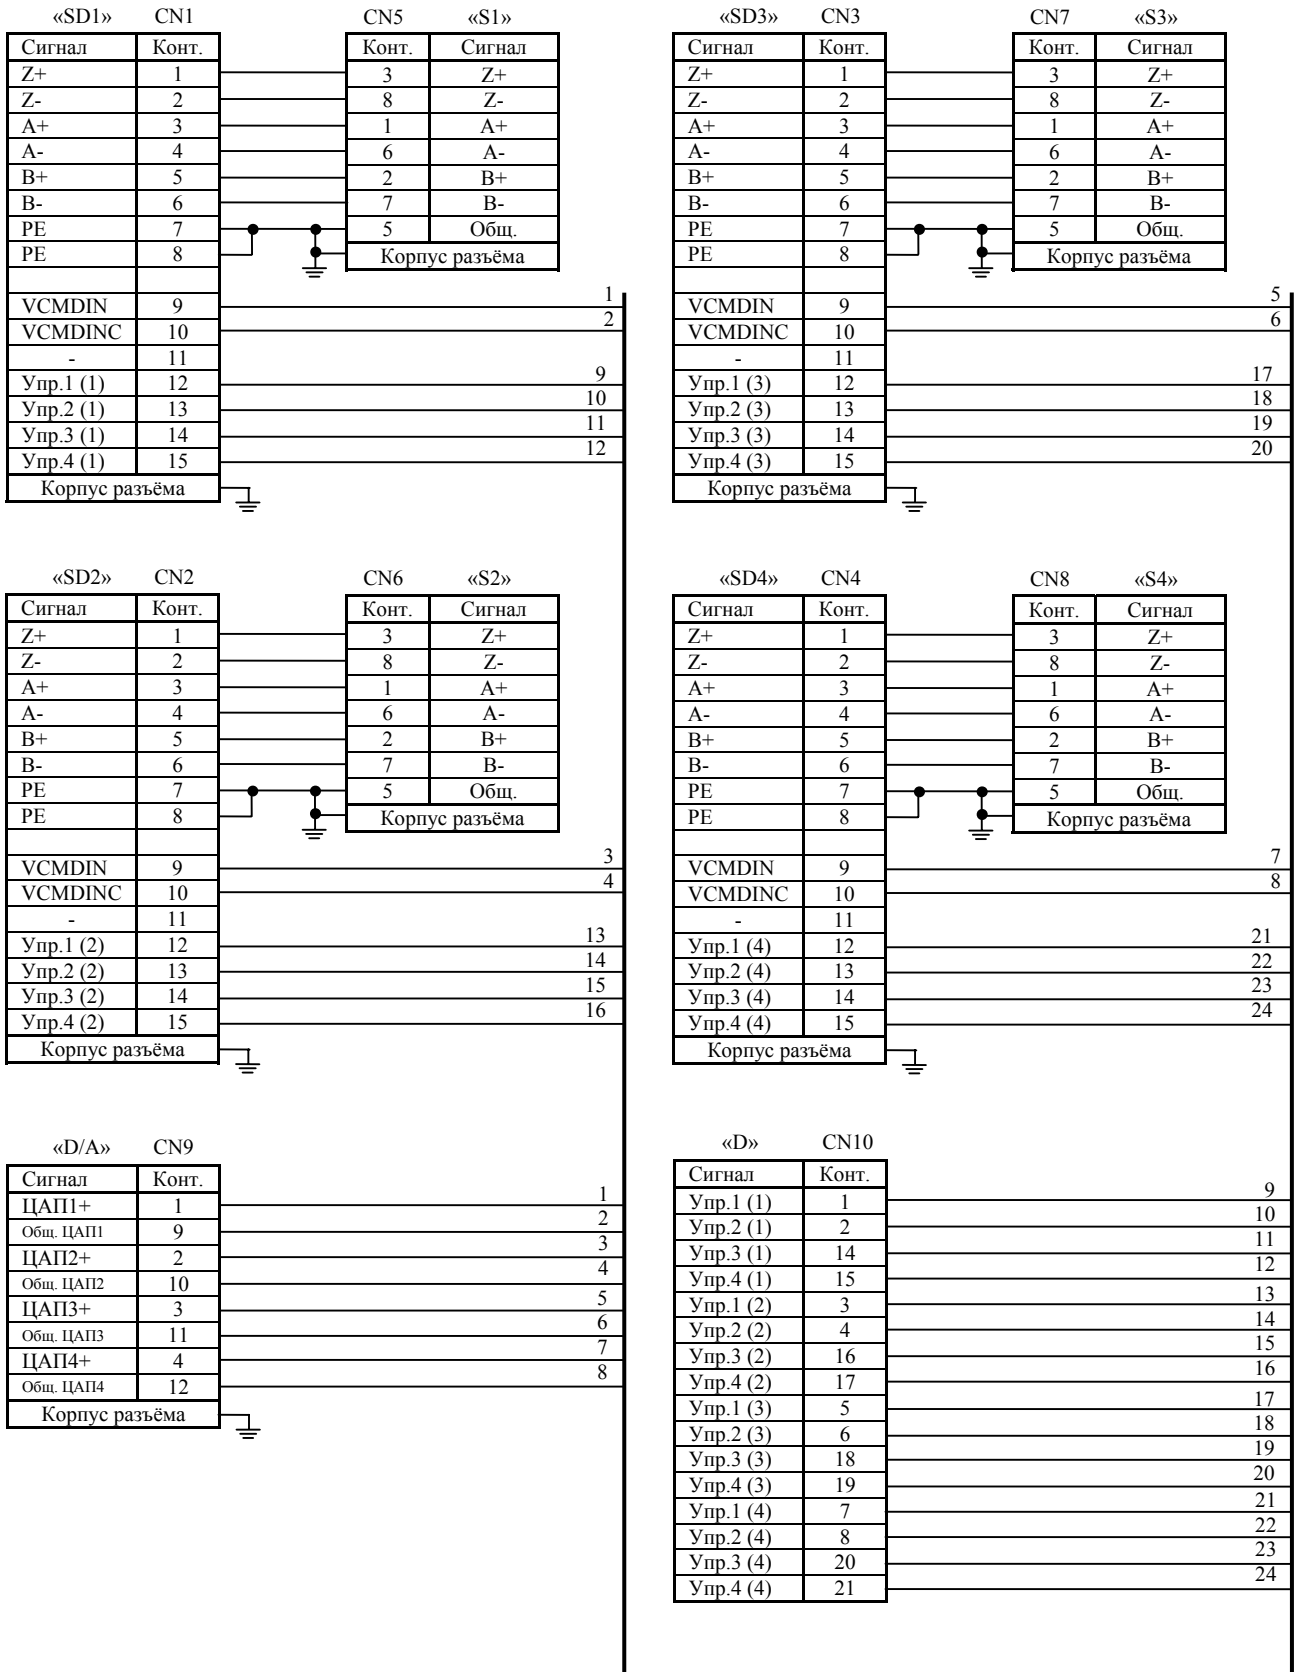 «SD1» CN1
Сигнал Конт.
Z+ 1
Z- 2
A+ 3
A- 4
B+ 5
B- 6
PE 7
PE 8
VCMDIN 9
VCMDINC 10
- 11
Упр.1 (1) 12
Упр.2 (1) 13
Упр.3 (1) 14
Упр.4 (1) 15
Корпус разъёма
CN5 «S1»
Конт. Сигнал
3 Z+
8 Z-
1 A+
6 A-
2 B+
7 B-
5 Общ.
Корпус разъёма
1
2
9
10
11
12
«SD3» CN3
Сигнал Конт.
Z+ 1
Z- 2
A+ 3
A- 4
B+ 5
B- 6
PE 7
PE 8
VCMDIN 9
VCMDINC 10
- 11
Упр.1 (3) 12
Упр.2 (3) 13
Упр.3 (3) 14
Упр.4 (3) 15
Корпус разъёма
CN7 «S3»
Конт. Сигнал
3 Z+
8 Z-
1 A+
6 A-
2 B+
7 B-
5 Общ.
Корпус разъёма
5
6
17
18
19
20
«SD2» CN2
Сигнал Конт.
Z+ 1
Z- 2
A+ 3
A- 4
B+ 5
B- 6
PE 7
PE 8
VCMDIN 9
VCMDINC 10
- 11
Упр.1 (2) 12
Упр.2 (2) 13
Упр.3 (2) 14
Упр.4 (2) 15
Корпус разъёма
CN6 «S2»
Конт. Сигнал
3 Z+
8 Z-
1 A+
6 A-
2 B+
7 B-
5 Общ.
Корпус разъёма
3
4
13
14
15
16
«SD4» CN4
Сигнал Конт.
Z+ 1
Z- 2
A+ 3
A- 4
B+ 5
B- 6
PE 7
PE 8
VCMDIN 9
VCMDINC 10
- 11
Упр.1 (4) 12
Упр.2 (4) 13
Упр.3 (4) 14
Упр.4 (4) 15
Корпус разъёма
CN8 «S4»
Конт. Сигнал
3 Z+
8 Z-
1 A+
6 A-
2 B+
7 B-
5 Общ.
Корпус разъёма
7
8
21
22
23
24
«D/A» CN9
Сигнал Конт.
ЦАП1+ 1 1
Общ. ЦАП1 9 2
ЦАП2+ 2 3
Общ. ЦАП2 10 4
ЦАП3+ 3 5
Общ. ЦАП3 11 6
ЦАП4+ 4 7
Общ. ЦАП4 12 8
Корпус разъёма
«D» CN10
Сигнал Конт.
Упр.1 (1) 1 9
Упр.2 (1) 2 10
Упр.3 (1) 14 11
Упр.4 (1) 15 12
Упр.1 (2) 3 13
Упр.2 (2) 4 14
Упр.3 (2) 16 15
Упр.4 (2) 17 16
Упр.1 (3) 5 17
Упр.2 (3) 6 18
Упр.3 (3) 18 19
Упр.4 (3) 19 20
Упр.1 (4) 7 21
Упр.2 (4) 8 22
Упр.3 (4) 20 23
Упр.4 (4) 21 24